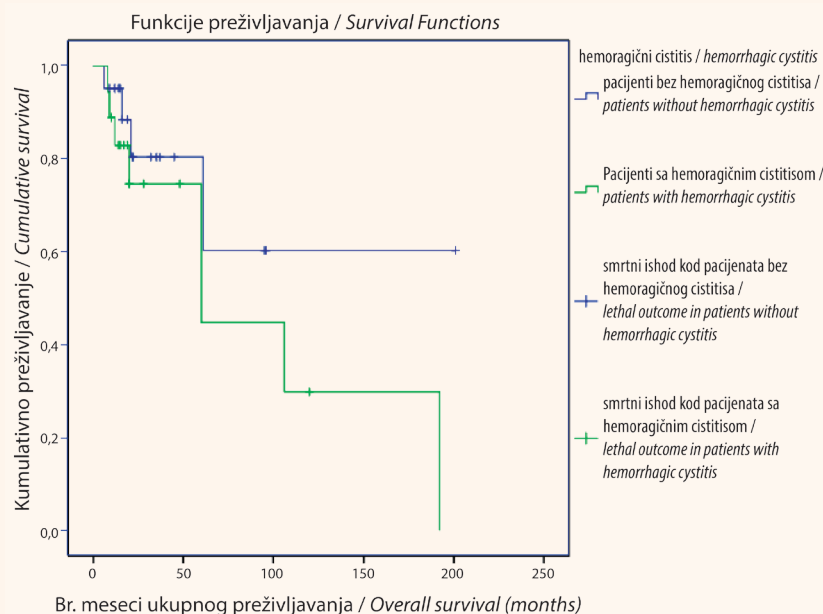 Funkcije preživljavanja / Survival Functions
Kumulativno preživljavanje / Cumulative survival
1,0
0,8
0,6
0,4
0,2
0,0
0
50
100
150
200
250
Br. meseci ukupnog preživljavanja / Overall survival (months)
hemoragični cistitis / hemorrhagic cystitis
pacijenti bez hemoragičnog cistitisa /
patients without hemorrhagic cystitis
Pacijenti sa hemoragičnim cistitisom /
patients with hemorrhagic cystitis
smrtni ishod kod pacijenata bez
hemoragičnog cistitisa /
lethal outcome in patients without
hemorrhagic cystitis
smrtni ishod kod pacijenata sa
hemoragičnim cistitisom /
lethal outcome in patients with
hemorrhagic cystitis